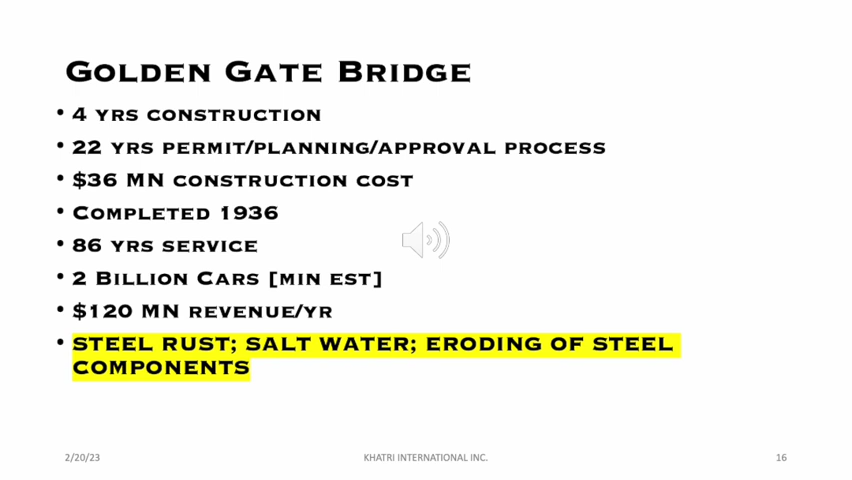 Golden Gate Bridge
• 4 yrs construction
• 22 yrs permit/planning/approval process
• $36 MN construction cost
• Completed 1936
• 86 yrs service
• 2 Billion Cars [min est]
• $120 MN revenue/yr
• STEEL RUST; SALT WATER; ERODING OF STEEL
COMPONENTS
2/20/23 KHATRI INTERNATIONAL INC. 16